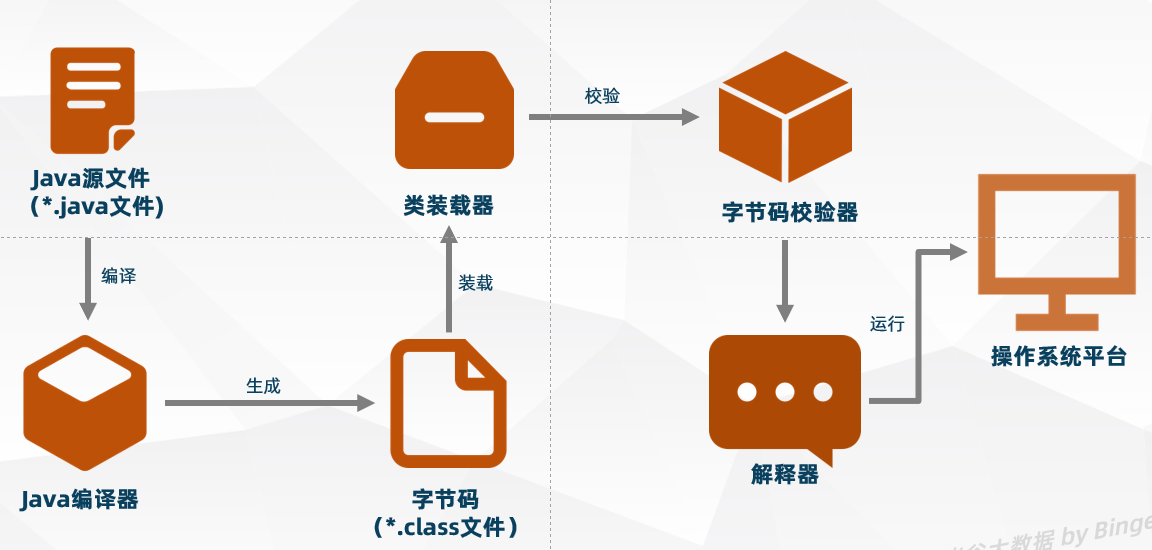 Java源文件
(*.java文件)
编译
Java编译器
生成
字节码
(*.class文件)
装载
类装载器
校验
字节码校验器
解释器
运行
操作系统平台
大数据 by Binge